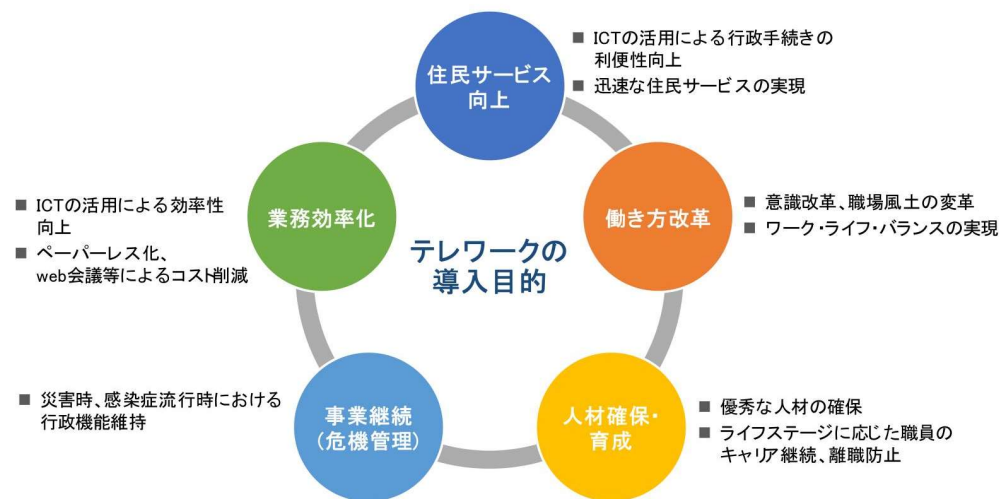 住民サービス
向上
■ ICTの活用による行政手続きの
利便性向上
■ 迅速な住民サービスの実現
働き方改革
■ 意識改革、職場風土の変革
■ ワーク・ライフ・バランスの実現
人材確保・
育成
■ 優秀な人材の確保
■ ライフステージに応じた職員の
キャリア継続、離職防止
事業継続
(危機管理)
■ 災害時、感染症流行時における
行政機能維持
業務効率化
■ ICTの活用による効率性
向上
■ ペーパーレス化、
web会議等によるコスト削減
テレワークの
導入目的